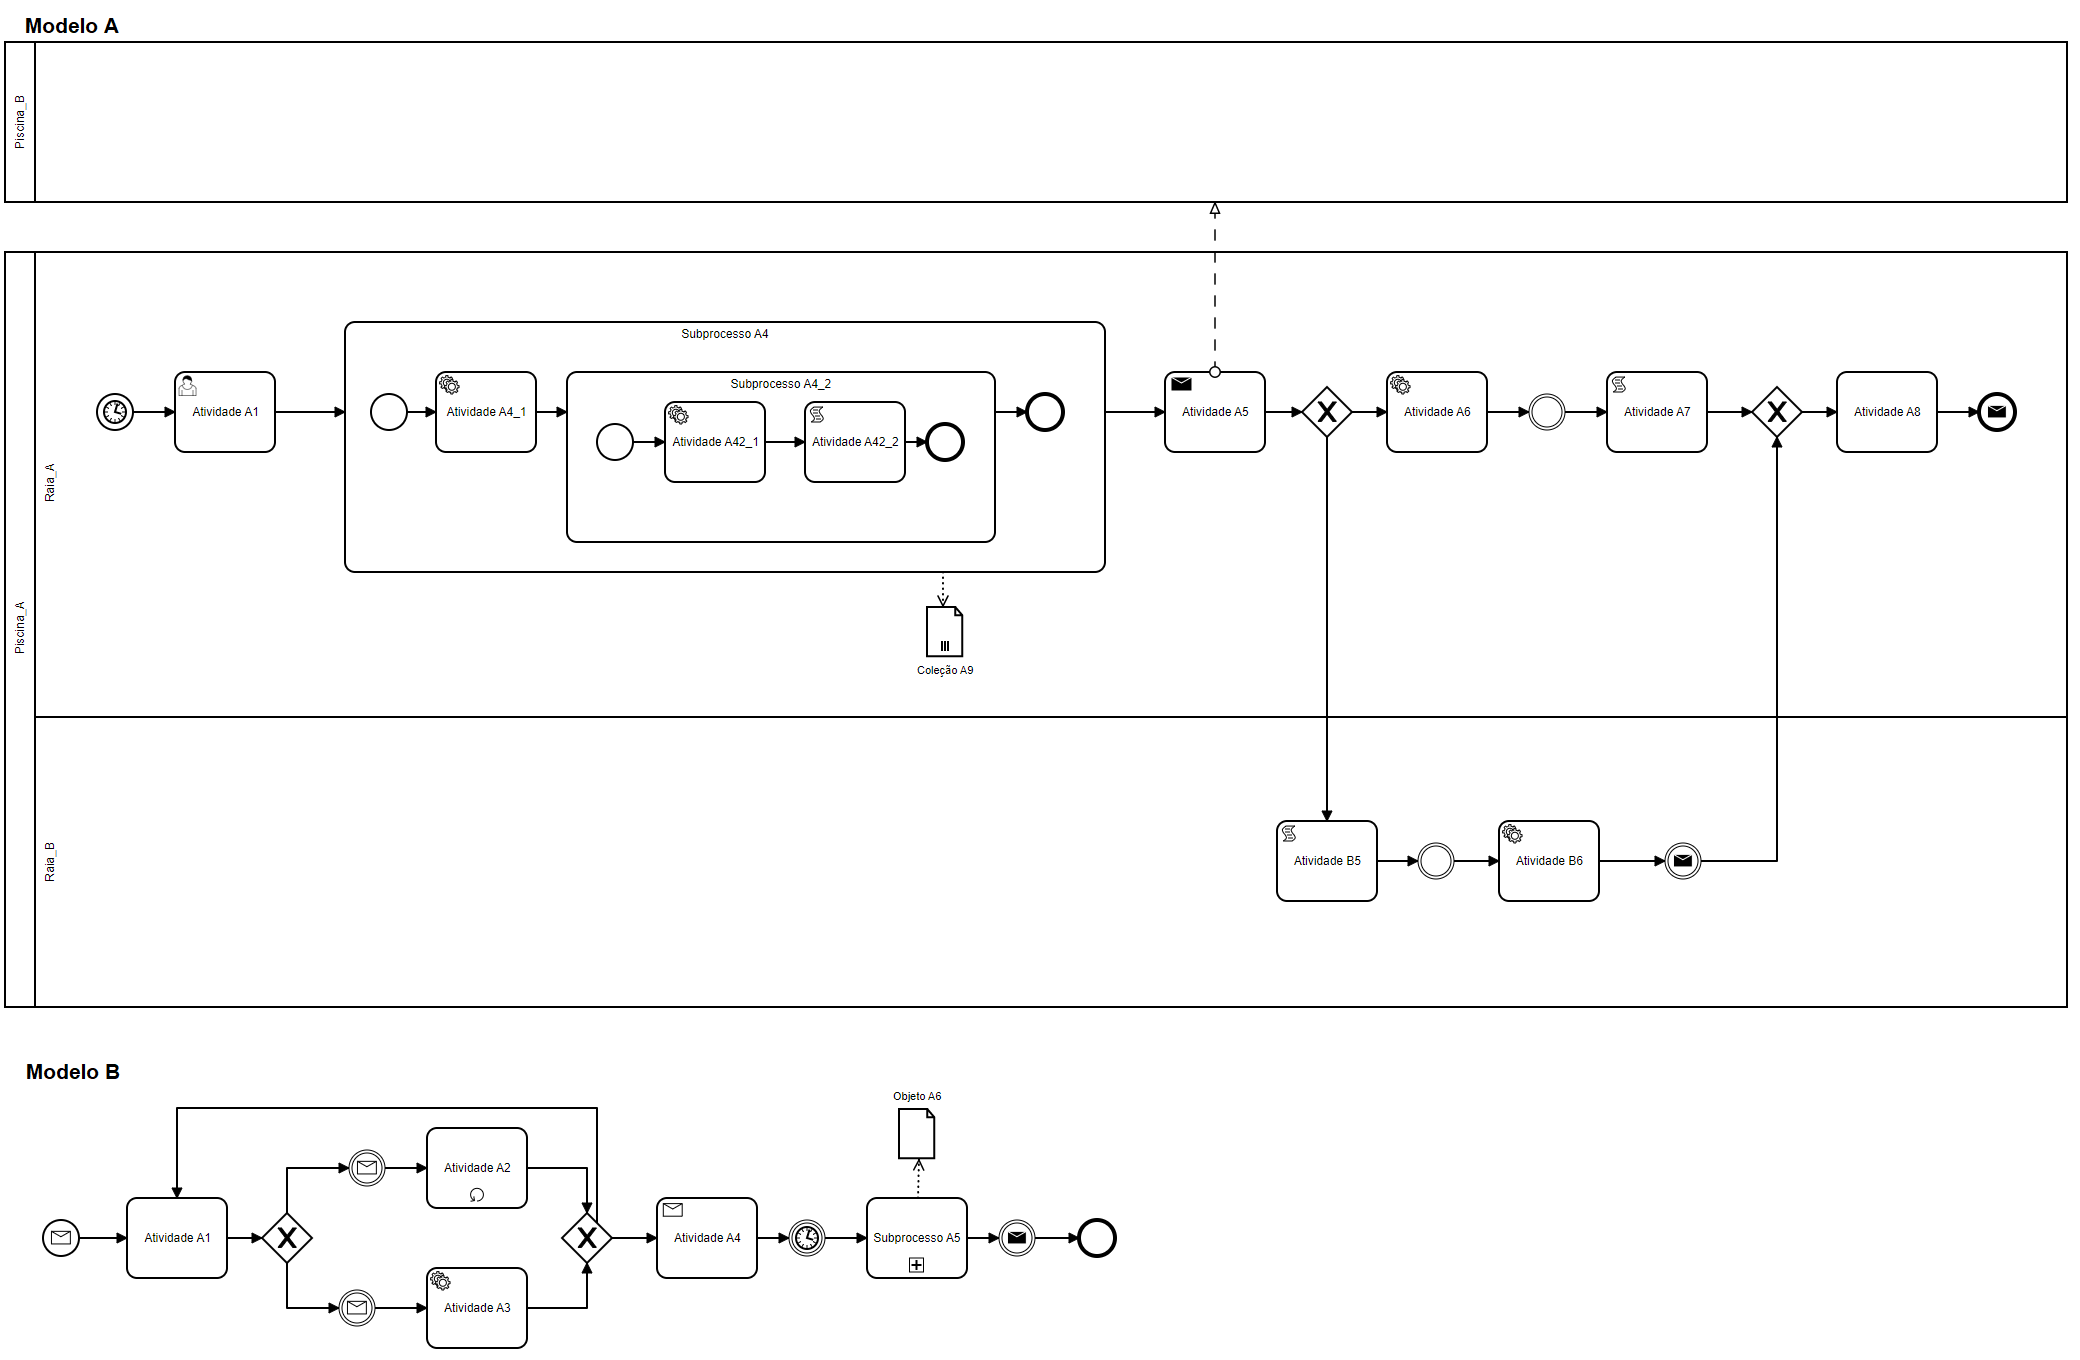 Modelo A
Piscina_B
Piscina_A
Raia_A
Subprocesso A4
Subprocesso A4_2
Atividade A1
Atividade A4_1
Atividade A42_1
Atividade A42_2
Atividade A5
Atividade A6
Atividade A7
Atividade A8
Coleção A9
Raia_B
Atividade B5
Atividade B6
Modelo B
Objeto A6
Atividade A2
Atividade A1
Atividade A4
Subprocesso A5
Atividade A3